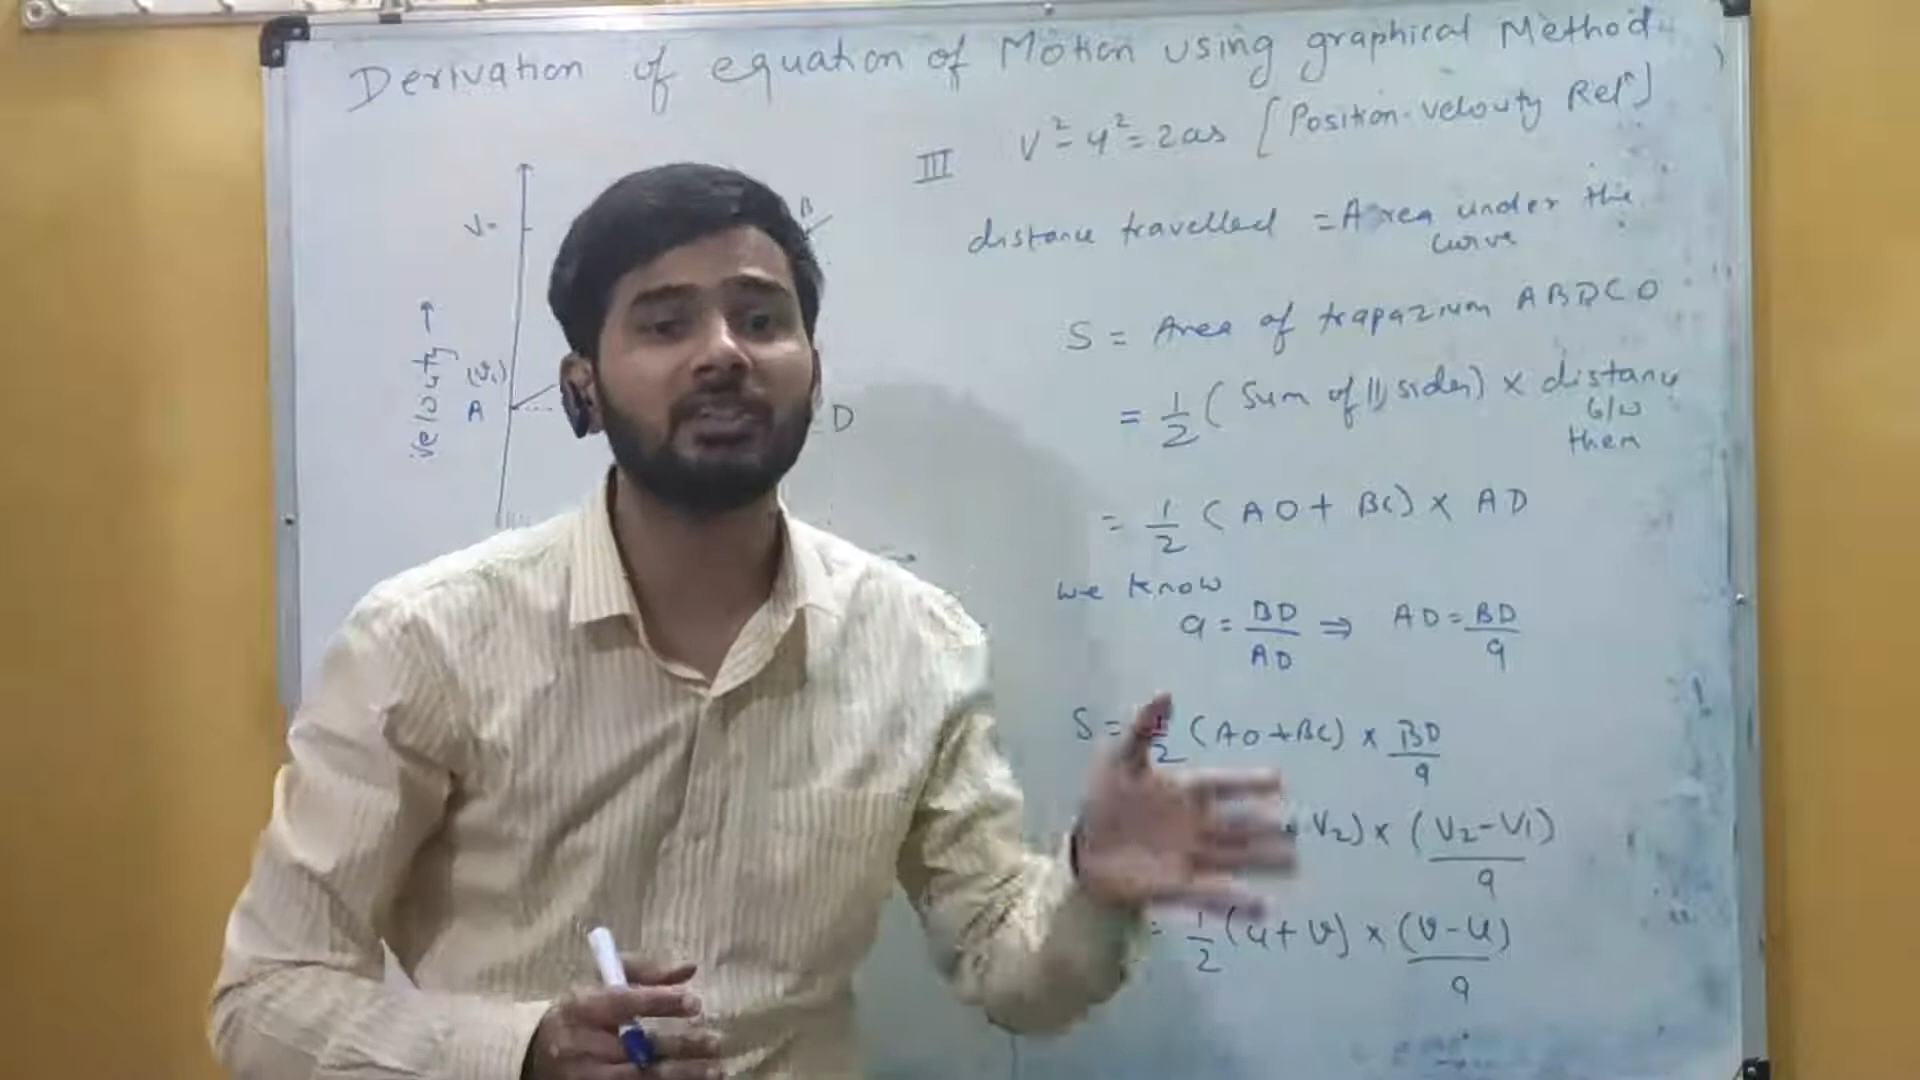 Derivation of equation of Motion using graphical Method
III v² - u² = 2as [Position-velouty Relⁿ]
distance travelled = Area under the
curve
S = Area of trapazium ABDCO
= 1/2 (Sum of || sides) × distance
b/w
them
= 1/2 (AO + BC) × AD
we know
a = BD/AD ⇒ AD = BD/a
S = 1/2 (AO + BC) × BD/a
V₂) × (V₂ - V₁)/a
= 1/2 (u + v) × (v - u)/a
B
V
velouty →
(v₁)
A
D